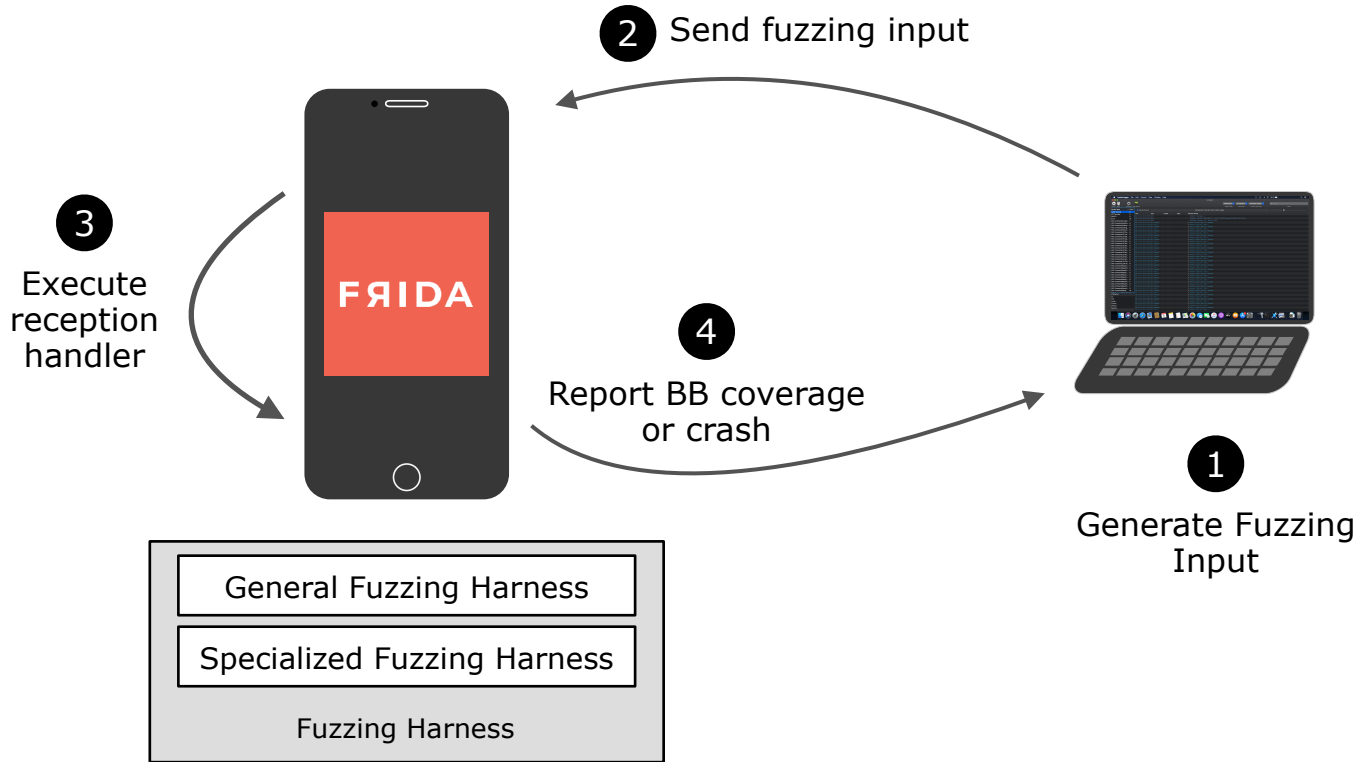 2 Send fuzzing input
3
Execute
reception
handler
FЯIDA
4
Report BB coverage
or crash
1
Generate Fuzzing
Input
General Fuzzing Harness
Specialized Fuzzing Harness
Fuzzing Harness